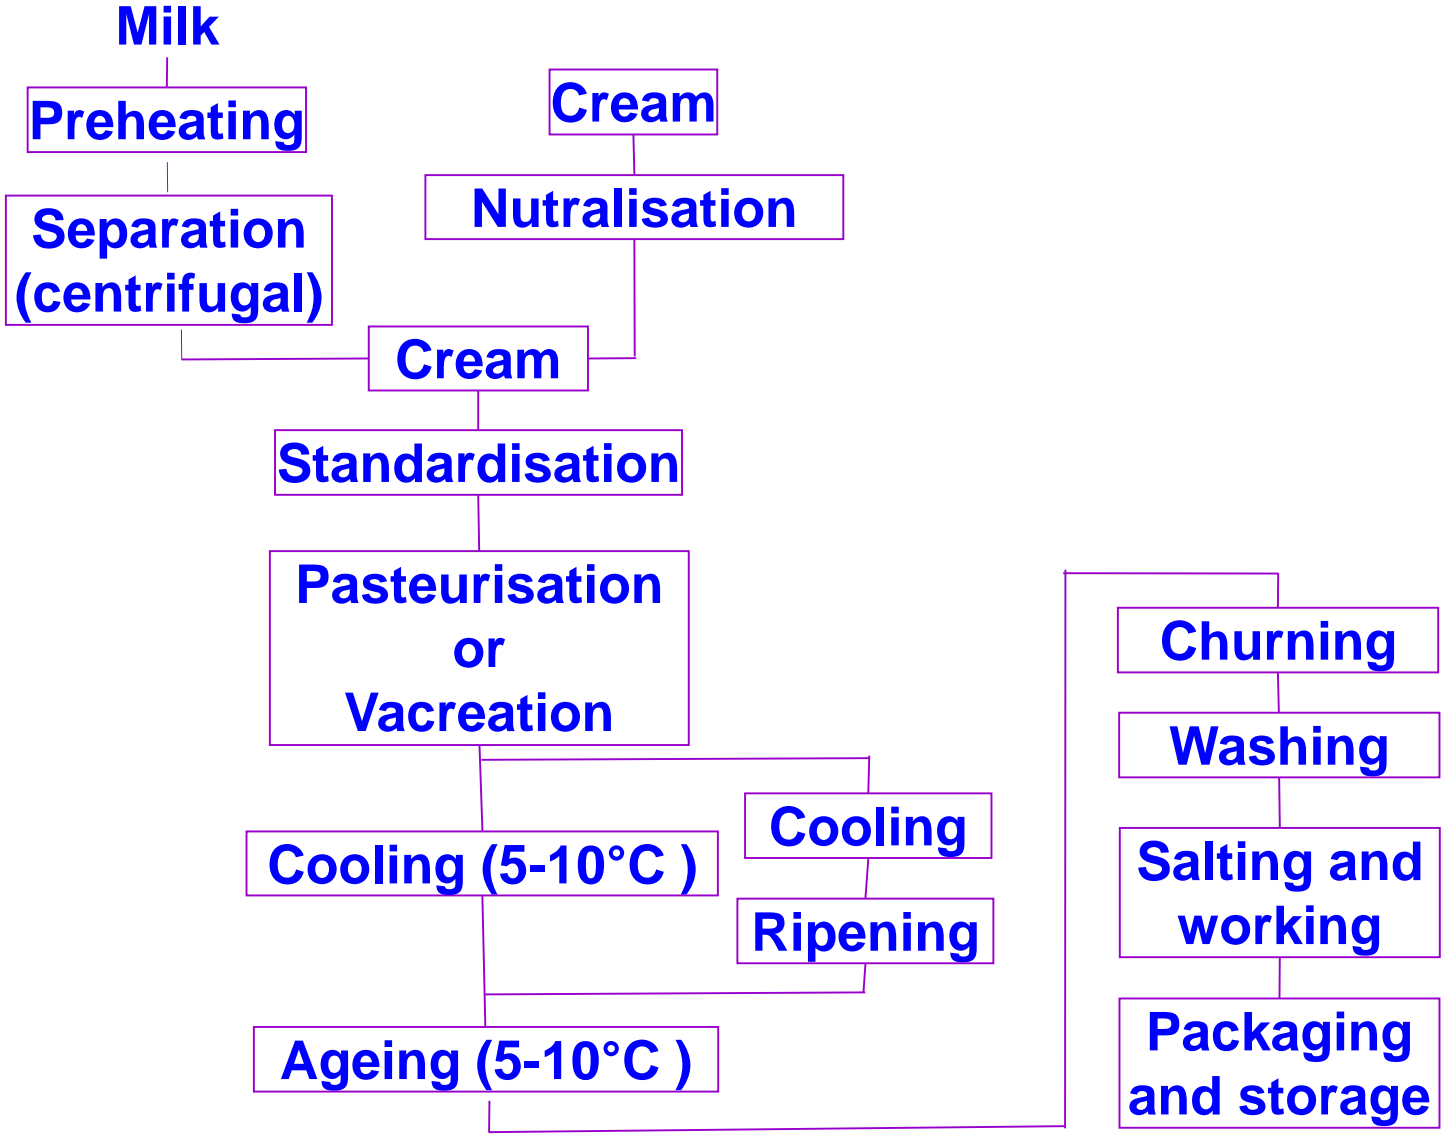 Milk
Preheating
Separation
(centrifugal)
Cream
Nutralisation
Cream
Standardisation
Pasteurisation
or
Vacreation
Cooling (5-10°C )
Cooling
Ripening
Ageing (5-10°C )
Churning
Washing
Salting and
working
Packaging
and storage